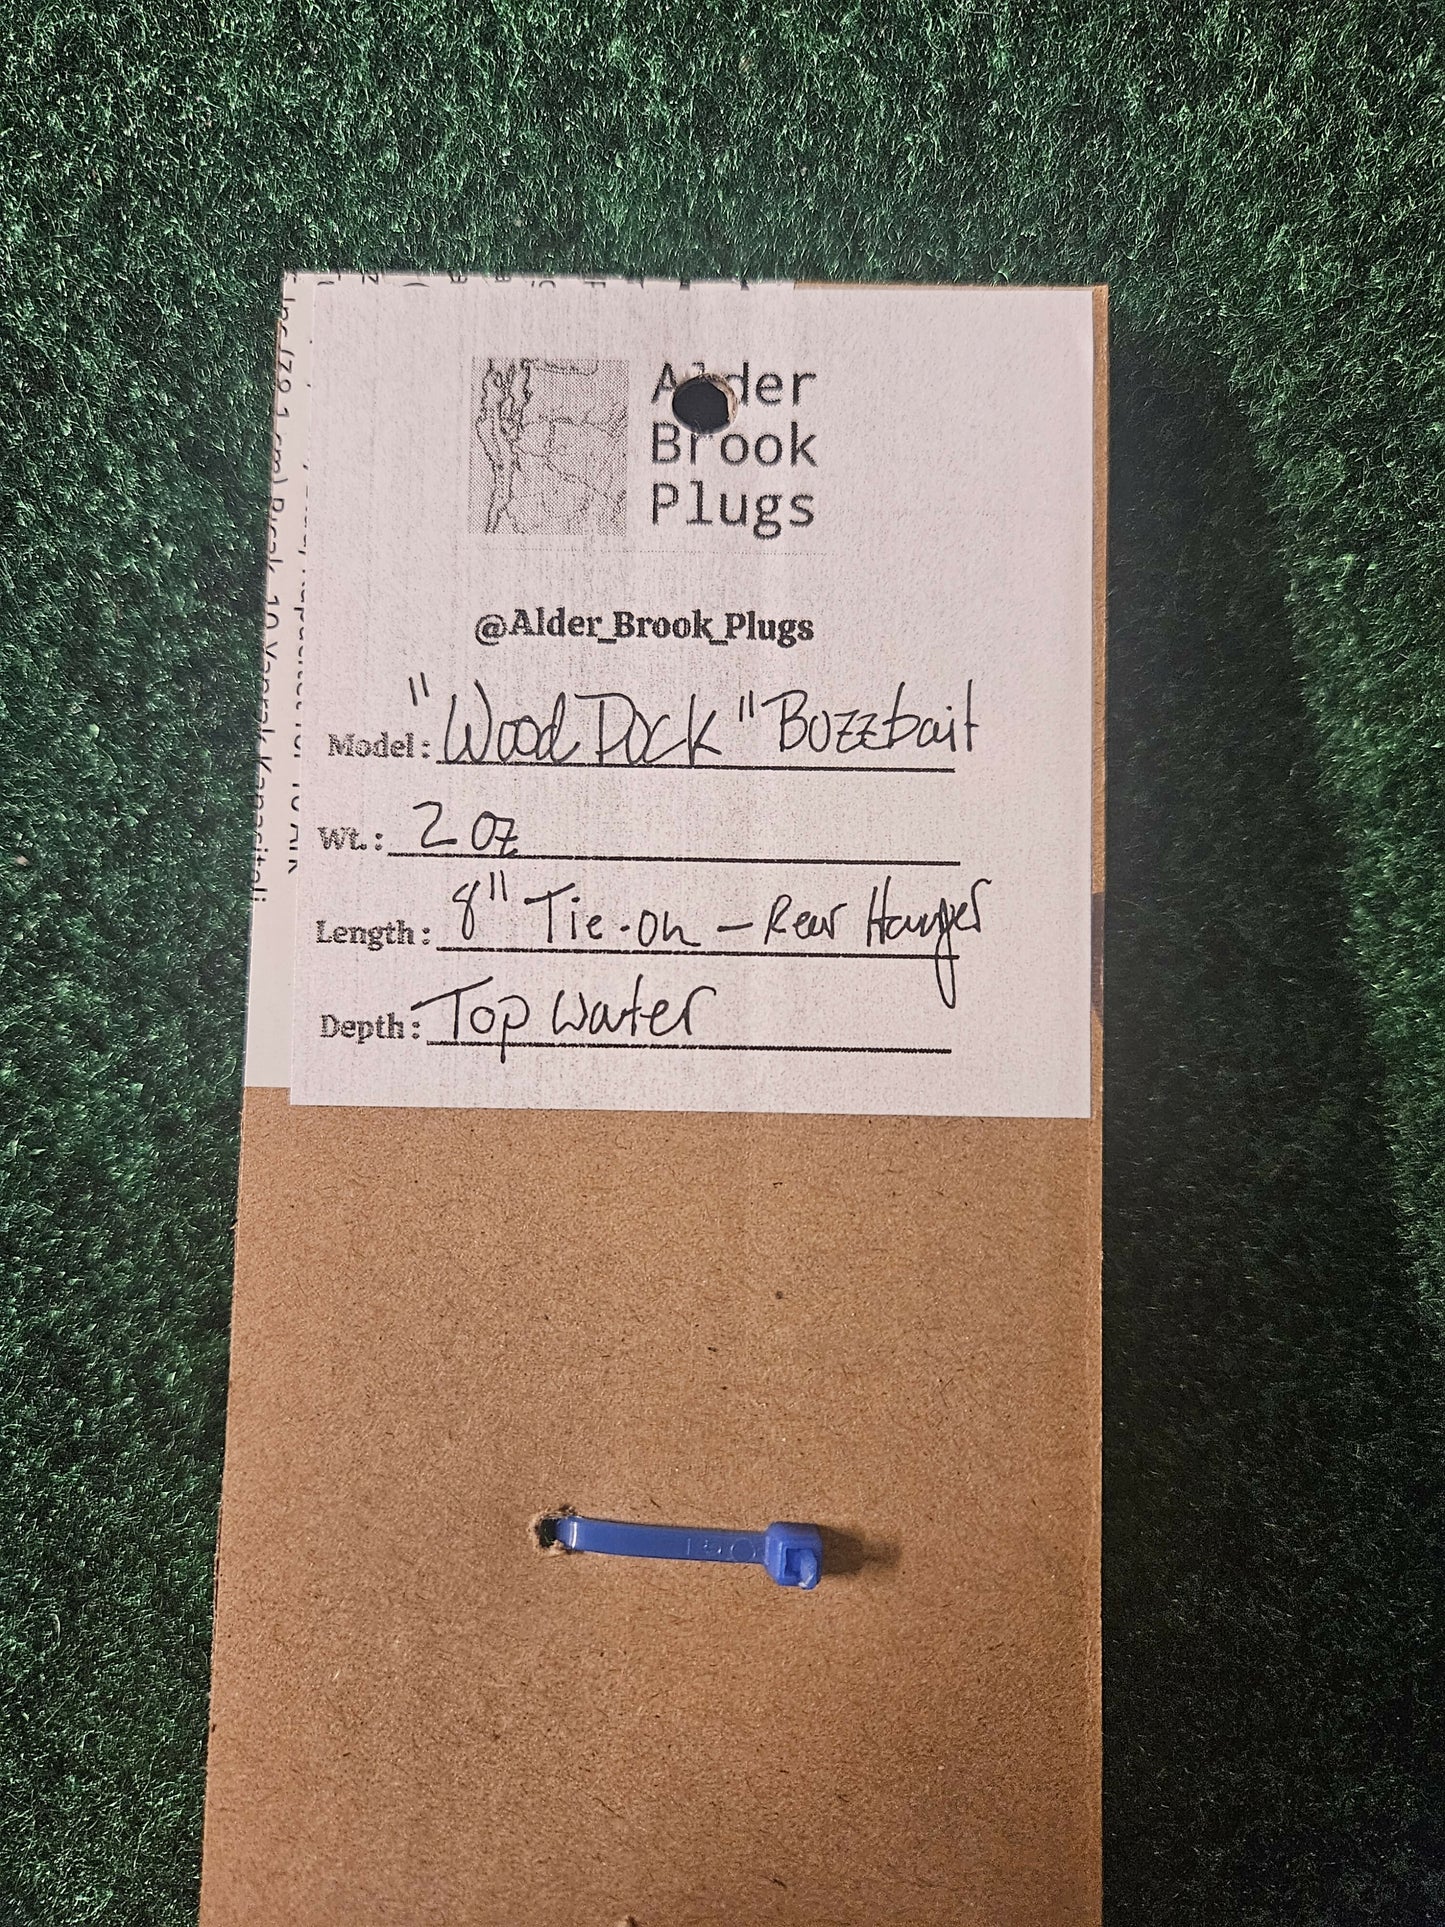 Alder
Brook
Plugs
@Alder_Brook_Plugs
Model: "Wood Dock" Buzzbait
Wt.: 2 oz
Length: 8" Tie-on - Rear Hanger
Depth: Top Water
150